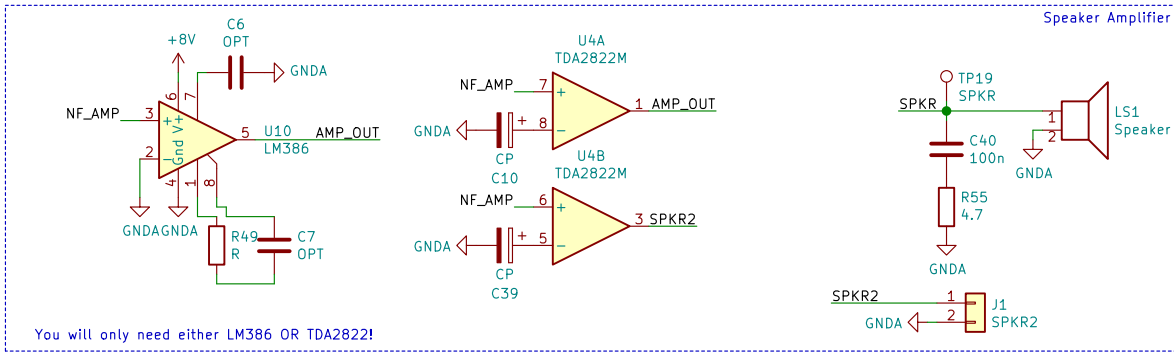 Speaker Amplifier
C6
OPT
+8V
GNDA
6
7
NF_AMP
3
+
V+
5
U10
LM386
AMP_OUT
2
−
Gnd
4
1
8
GNDA
GNDA
R49
R
C7
OPT
U4A
TDA2822M
NF_AMP
7
+
1
AMP_OUT
GNDA
+
8
−
CP
C10
U4B
TDA2822M
NF_AMP
6
+
3
SPKR2
GNDA
+
5
−
CP
C39
TP19
SPKR
SPKR
1
2
LS1
Speaker
GNDA
C40
100n
R55
4.7
GNDA
SPKR2
1
J1
GNDA
2
SPKR2
You will only need either LM386 OR TDA2822!